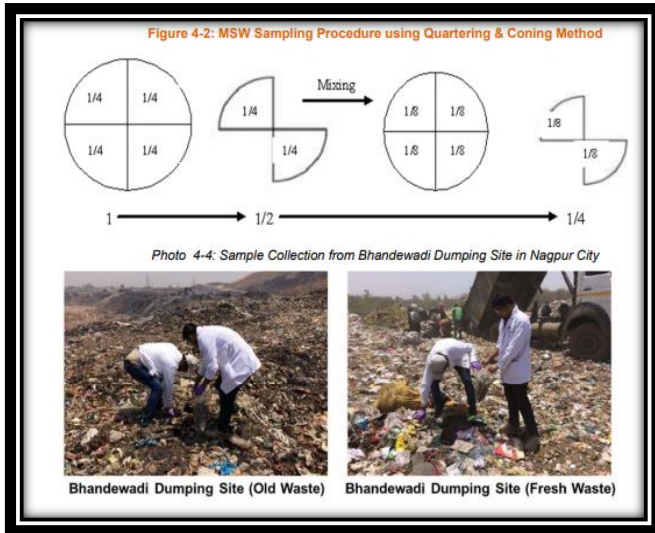 Figure 4-2: MSW Sampling Procedure using Quartering & Coning Method
Mixing
1/4 1/4
1/4 1/4
1/4
1/4
1/8 1/8
1/8 1/8
1/8
1/8
1 1/2 1/4
Photo 4-4: Sample Collection from Bhandewadi Dumping Site in Nagpur City
Bhandewadi Dumping Site (Old Waste) Bhandewadi Dumping Site (Fresh Waste)